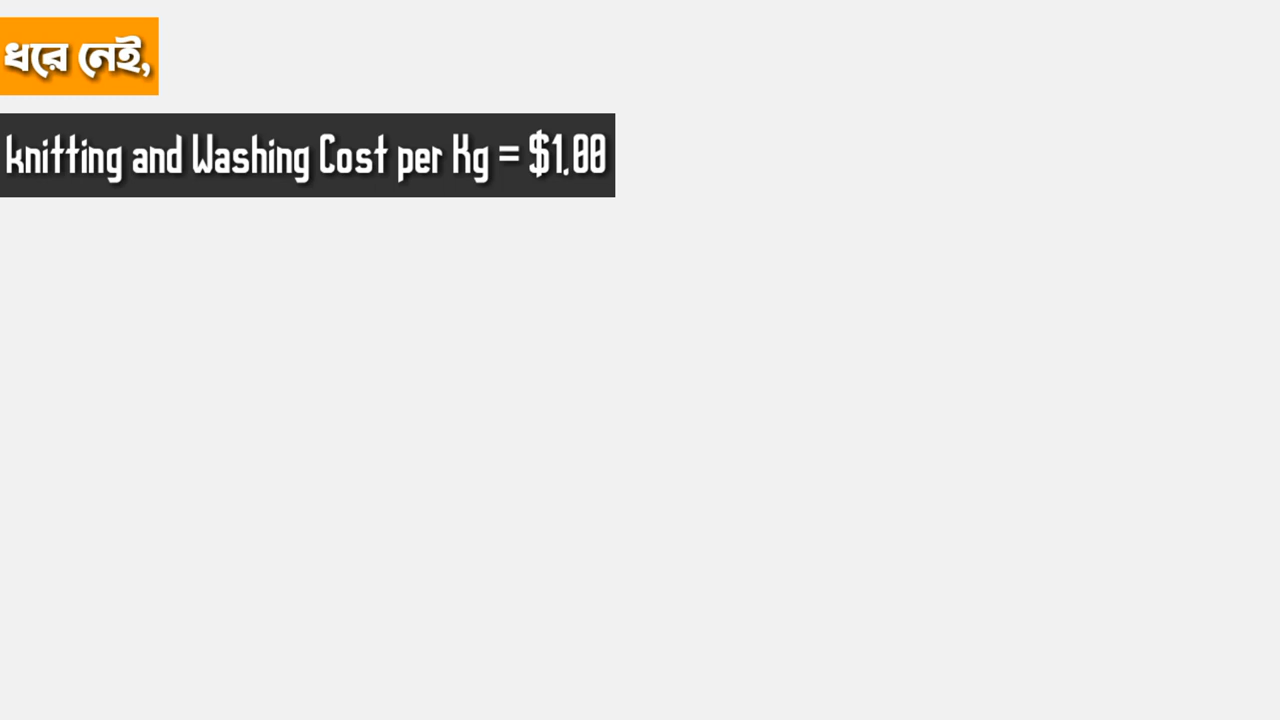 ধরে নেই,
knitting and Washing Cost per Kg = $1.00